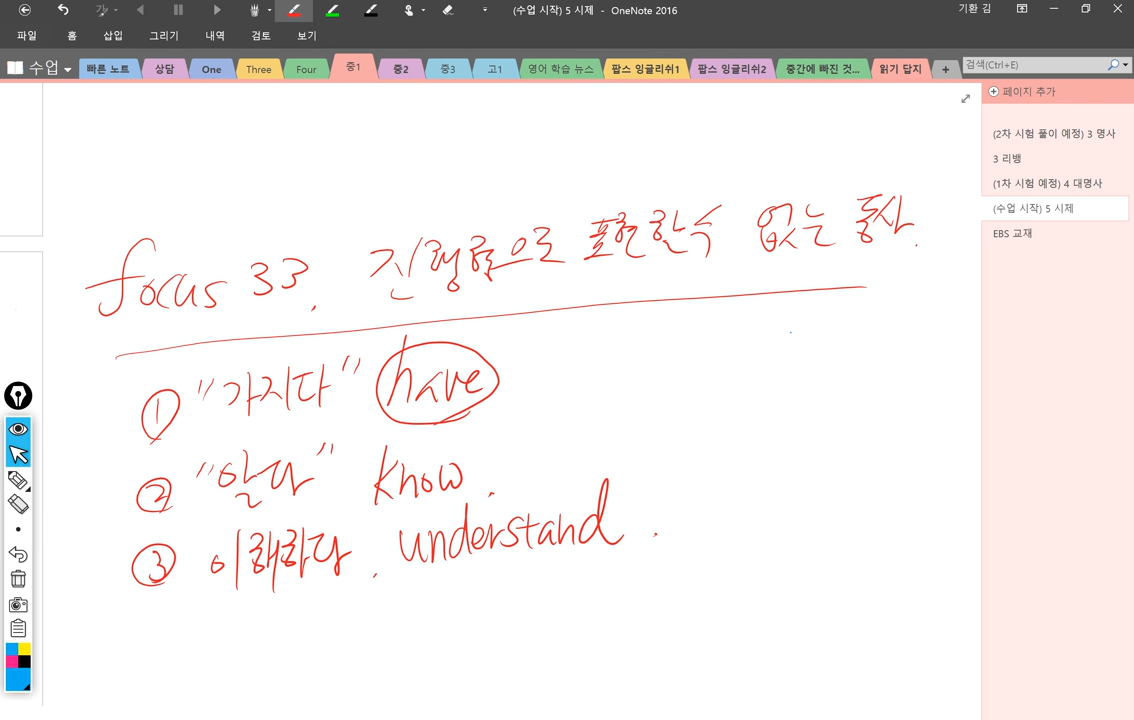 (수업 시작) 5 시제 - OneNote 2016
기환 김
파일 홈 삽입 그리기 내역 검토 보기
수업 빠른 노트 상담 One Three Four 중1 중2 중3 고1 영어 학습 뉴스 팝스 잉글리쉬1 팝스 잉글리쉬2 중간에 빠진 것... 읽기 답지 + 검색(Ctrl+E)
페이지 추가
(2차 시험 풀이 예정) 3 명사
3 리뱅
(1차 시험 예정) 4 대명사
(수업 시작) 5 시제
EBS 교재
focus 33. 진행형으로 표현할 수 없는 동사.
① "가지다" have
② "알다" know.
③ 이해하다. understand.